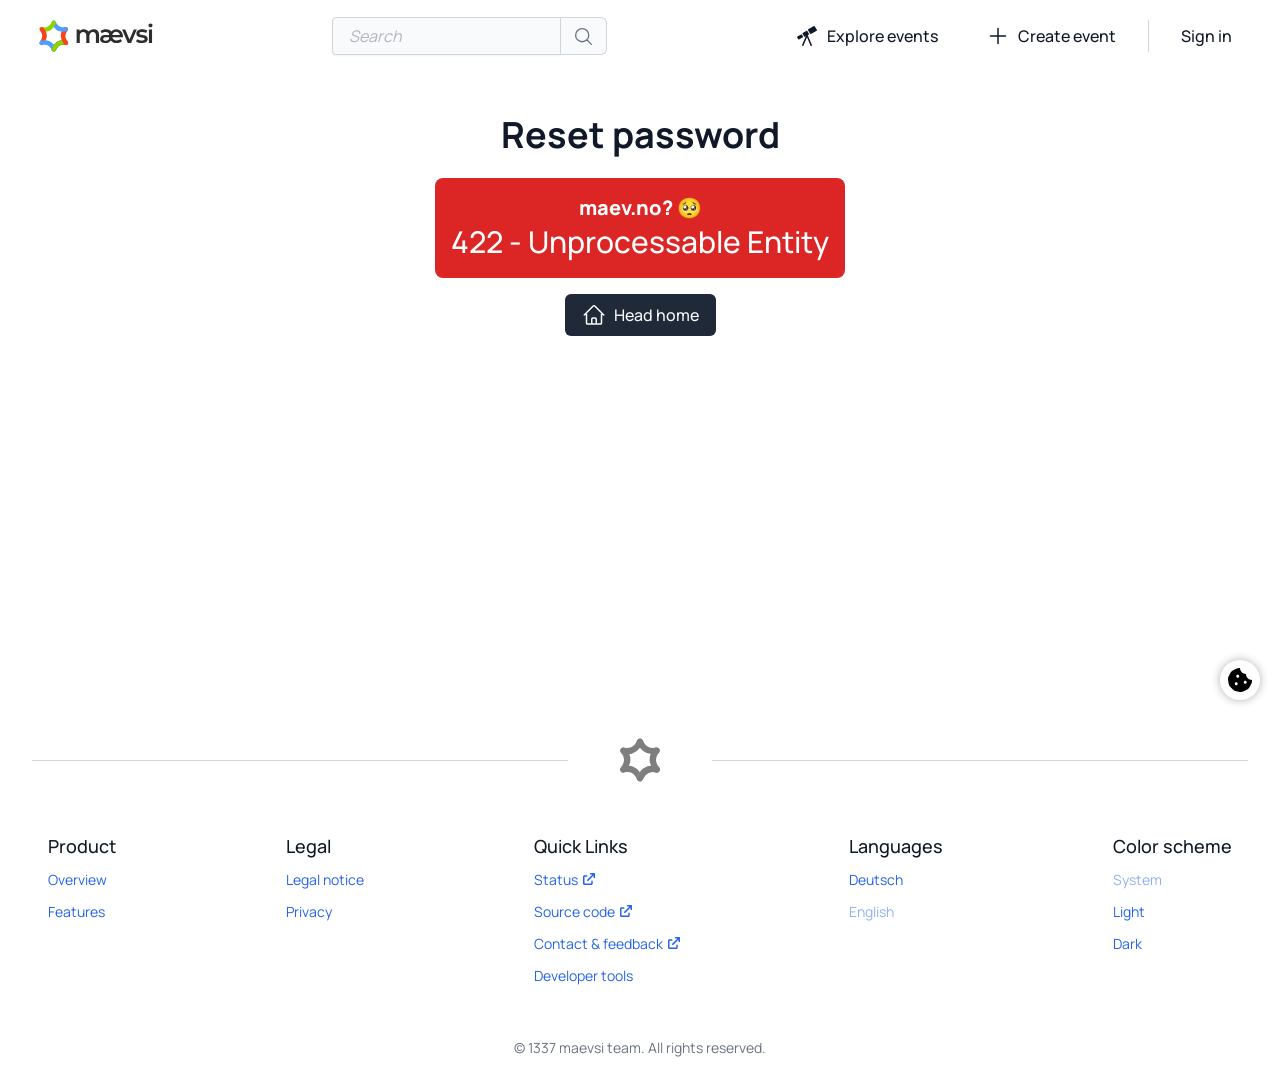 mævsi
Search
Explore events
Create event
Sign in
Reset password
maev.no? 🥺
422 - Unprocessable Entity
Head home
Product
Overview
Features
Legal
Legal notice
Privacy
Quick Links
Status
Source code
Contact & feedback
Developer tools
Languages
Deutsch
English
Color scheme
System
Light
Dark
© 1337 maevsi team. All rights reserved.